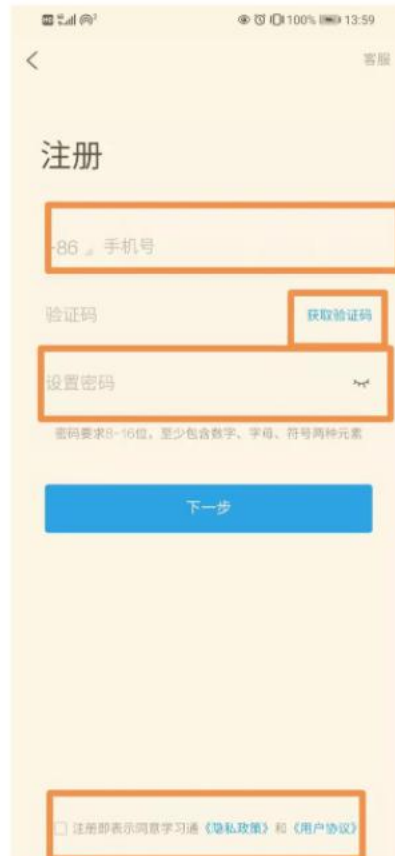 100% 13:59
客服
注册
+86 手机号
验证码 获取验证码
设置密码
密码要求8-16位，至少包含数字、字母、符号两种元素
下一步
注册即表示同意学习通《隐私政策》和《用户协议》